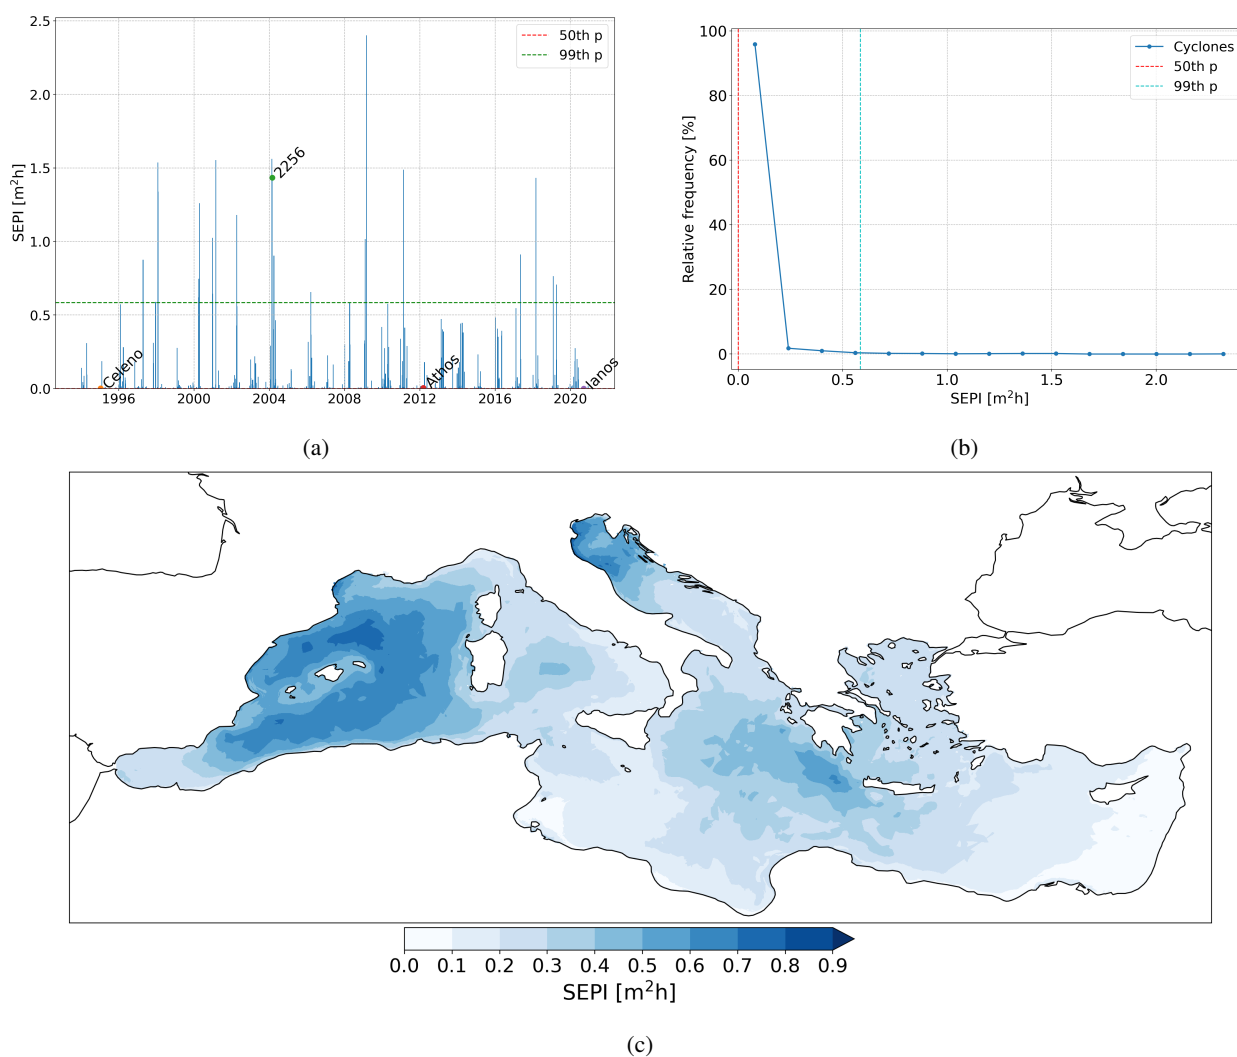 2.5
2.0
1.5
1.0
0.5
0.0
SEPI [m²h]
50th p
99th p
2256
Celeno
Athos
Ianos
1996 2000 2004 2008 2012 2016 2020
(a)
100
80
60
40
20
0
Relative frequency [%]
Cyclones
50th p
99th p
0.0 0.5 1.0 1.5 2.0
SEPI [m²h]
(b)
0.0 0.1 0.2 0.3 0.4 0.5 0.6 0.7 0.8 0.9
SEPI [m²h]
(c)